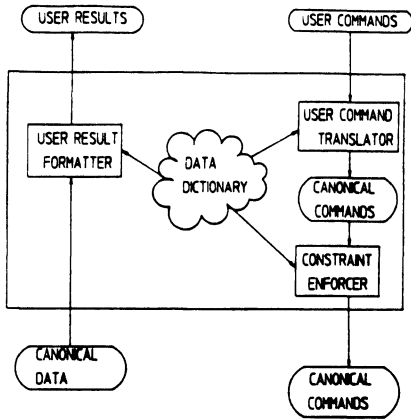 USER RESULTS
USER COMMANDS
USER RESULT
FORMATTER
DATA
DICTIONARY
USER COMMAND
TRANSLATOR
CANONICAL
COMMANDS
CONSTRAINT
ENFORCER
CANONICAL
DATA
CANONICAL
COMMANDS